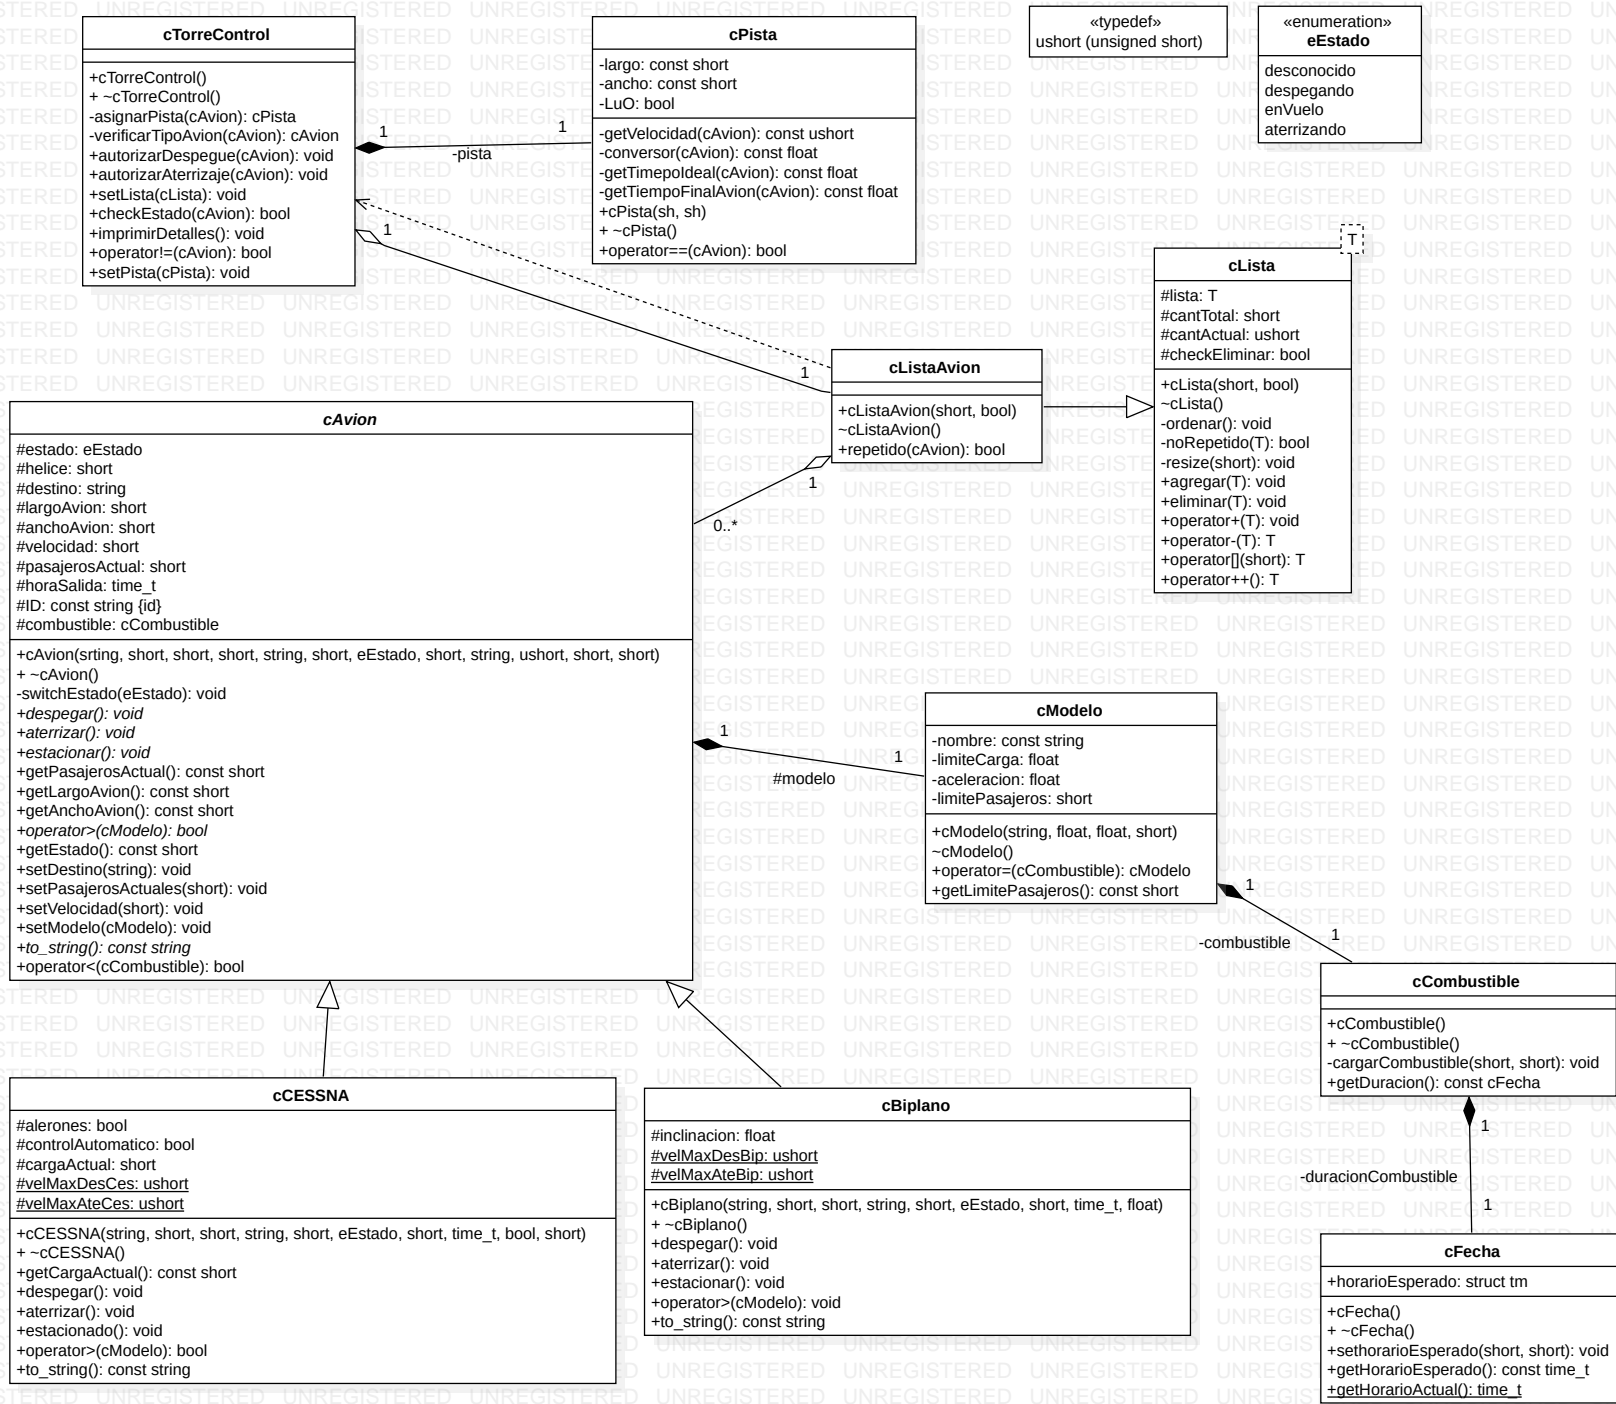 cTorreControl
+cTorreControl()
+ ~cTorreControl()
-asignarPista(cAvion): cPista
-verificarTipoAvion(cAvion): cAvion
+autorizarDespegue(cAvion): void
+autorizarAterrizaje(cAvion): void
+setLista(cLista): void
+checkEstado(cAvion): bool
+imprimirDetalles(): void
+operator!=(cAvion): bool
+setPista(cPista): void
1
1
-pista
1
1
cPista
-largo: const short
-ancho: const short
-LuO: bool
-getVelocidad(cAvion): const ushort
-conversor(cAvion): const float
-getTimepoIdeal(cAvion): const float
-getTiempoFinalAvion(cAvion): const float
+cPista(sh, sh)
+ ~cPista()
+operator==(cAvion): bool
«typedef»
ushort (unsigned short)
«enumeration»
eEstado
desconocido
despegando
enVuelo
aterrizando
T
cLista
#lista: T
#cantTotal: short
#cantActual: ushort
#checkEliminar: bool
+cLista(short, bool)
~cLista()
-ordenar(): void
-noRepetido(T): bool
-resize(short): void
+agregar(T): void
+eliminar(T): void
+operator+(T): void
+operator-(T): T
+operator[](short): T
+operator++(): T
cListaAvion
+cListaAvion(short, bool)
~cListaAvion()
+repetido(cAvion): bool
1
0..*
cAvion
#estado: eEstado
#helice: short
#destino: string
#largoAvion: short
#anchoAvion: short
#velocidad: short
#pasajerosActual: short
#horaSalida: time_t
#ID: const string {id}
#combustible: cCombustible
+cAvion(srting, short, short, short, string, short, eEstado, short, string, ushort, short, short)
+ ~cAvion()
-switchEstado(eEstado): void
+despegar(): void
+aterrizar(): void
+estacionar(): void
+getPasajerosActual(): const short
+getLargoAvion(): const short
+getAnchoAvion(): const short
+operator>(cModelo): bool
+getEstado(): const short
+setDestino(string): void
+setPasajerosActuales(short): void
+setVelocidad(short): void
+setModelo(cModelo): void
+to_string(): const string
+operator<(cCombustible): bool
1
1
#modelo
cModelo
-nombre: const string
-limiteCarga: float
-aceleracion: float
-limitePasajeros: short
+cModelo(string, float, float, short)
~cModelo()
+operator=(cCombustible): cModelo
+getLimitePasajeros(): const short
1
1
-combustible
cCombustible
+cCombustible()
+ ~cCombustible()
-cargarCombustible(short, short): void
+getDuracion(): const cFecha
1
-duracionCombustible
1
cFecha
+horarioEsperado: struct tm
+cFecha()
+ ~cFecha()
+sethorarioEsperado(short, short): void
+getHorarioEsperado(): const time_t
+getHorarioActual(): time_t
cCESSNA
#alerones: bool
#controlAutomatico: bool
#cargaActual: short
#velMaxDesCes: ushort
#velMaxAteCes: ushort
+cCESSNA(string, short, short, string, short, eEstado, short, time_t, bool, short)
+ ~cCESSNA()
+getCargaActual(): const short
+despegar(): void
+aterrizar(): void
+estacionado(): void
+operator>(cModelo): bool
+to_string(): const string
cBiplano
#inclinacion: float
#velMaxDesBip: ushort
#velMaxAteBip: ushort
+cBiplano(string, short, short, string, short, eEstado, short, time_t, float)
+ ~cBiplano()
+despegar(): void
+aterrizar(): void
+estacionar(): void
+operator>(cModelo): void
+to_string(): const string